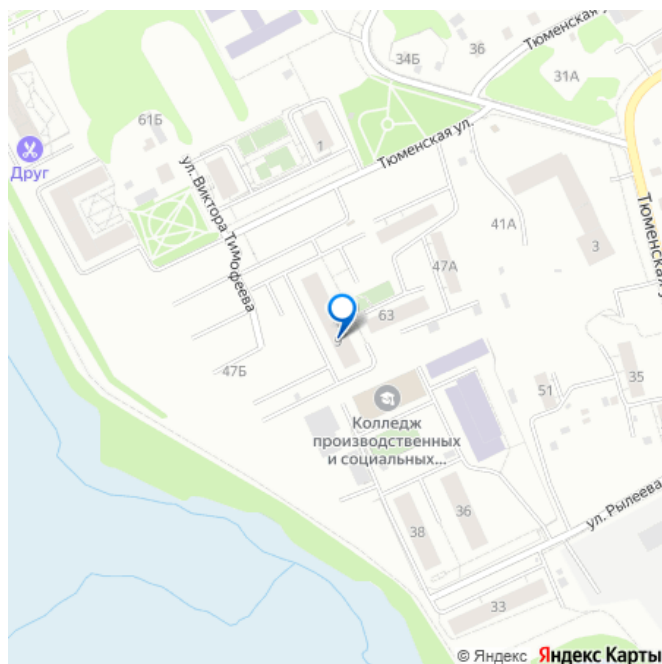 34Б
36
Тюменская у
31А
61Б
1
Друг
Тюменская ул.
ул. Виктора Тимофеева
41А
3
Тюменская у
47А
63
9
47Б
51
35
Колледж
производственных
и социальных...
38
36
ул. Рылеева
33
© Яндекс Яндекс Карты